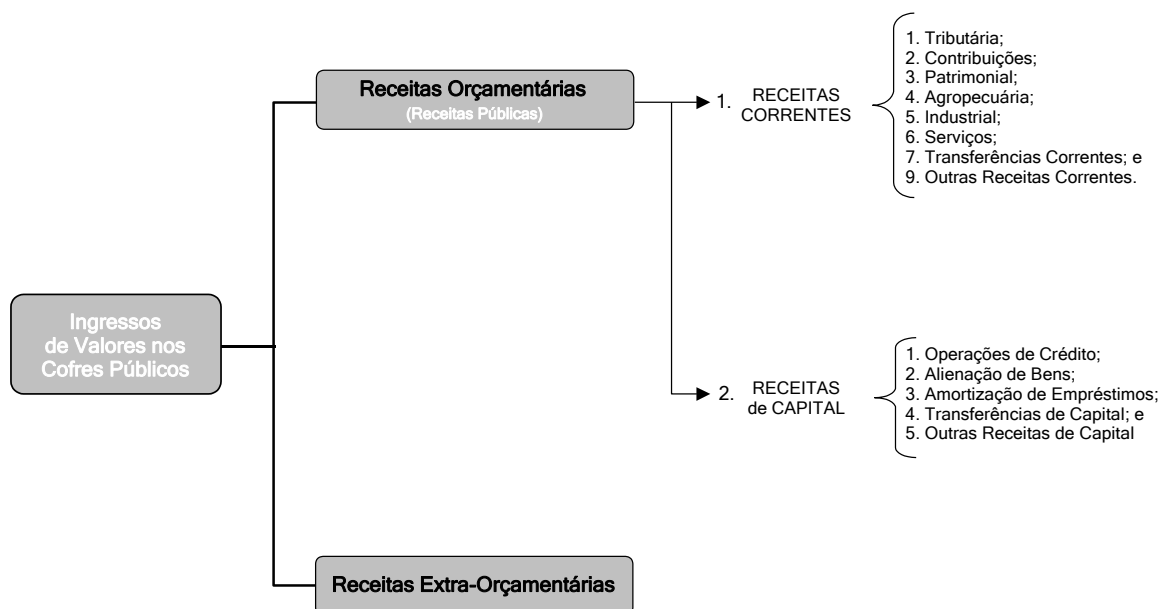 Ingressos
de Valores nos
Cofres Públicos
Receitas Orçamentárias
(Receitas Públicas)
1. RECEITAS
CORRENTES
1. Tributária;
2. Contribuições;
3. Patrimonial;
4. Agropecuária;
5. Industrial;
6. Serviços;
7. Transferências Correntes; e
9. Outras Receitas Correntes.
2. RECEITAS
de CAPITAL
1. Operações de Crédito;
2. Alienação de Bens;
3. Amortização de Empréstimos;
4. Transferências de Capital; e
5. Outras Receitas de Capital
Receitas Extra-Orçamentárias